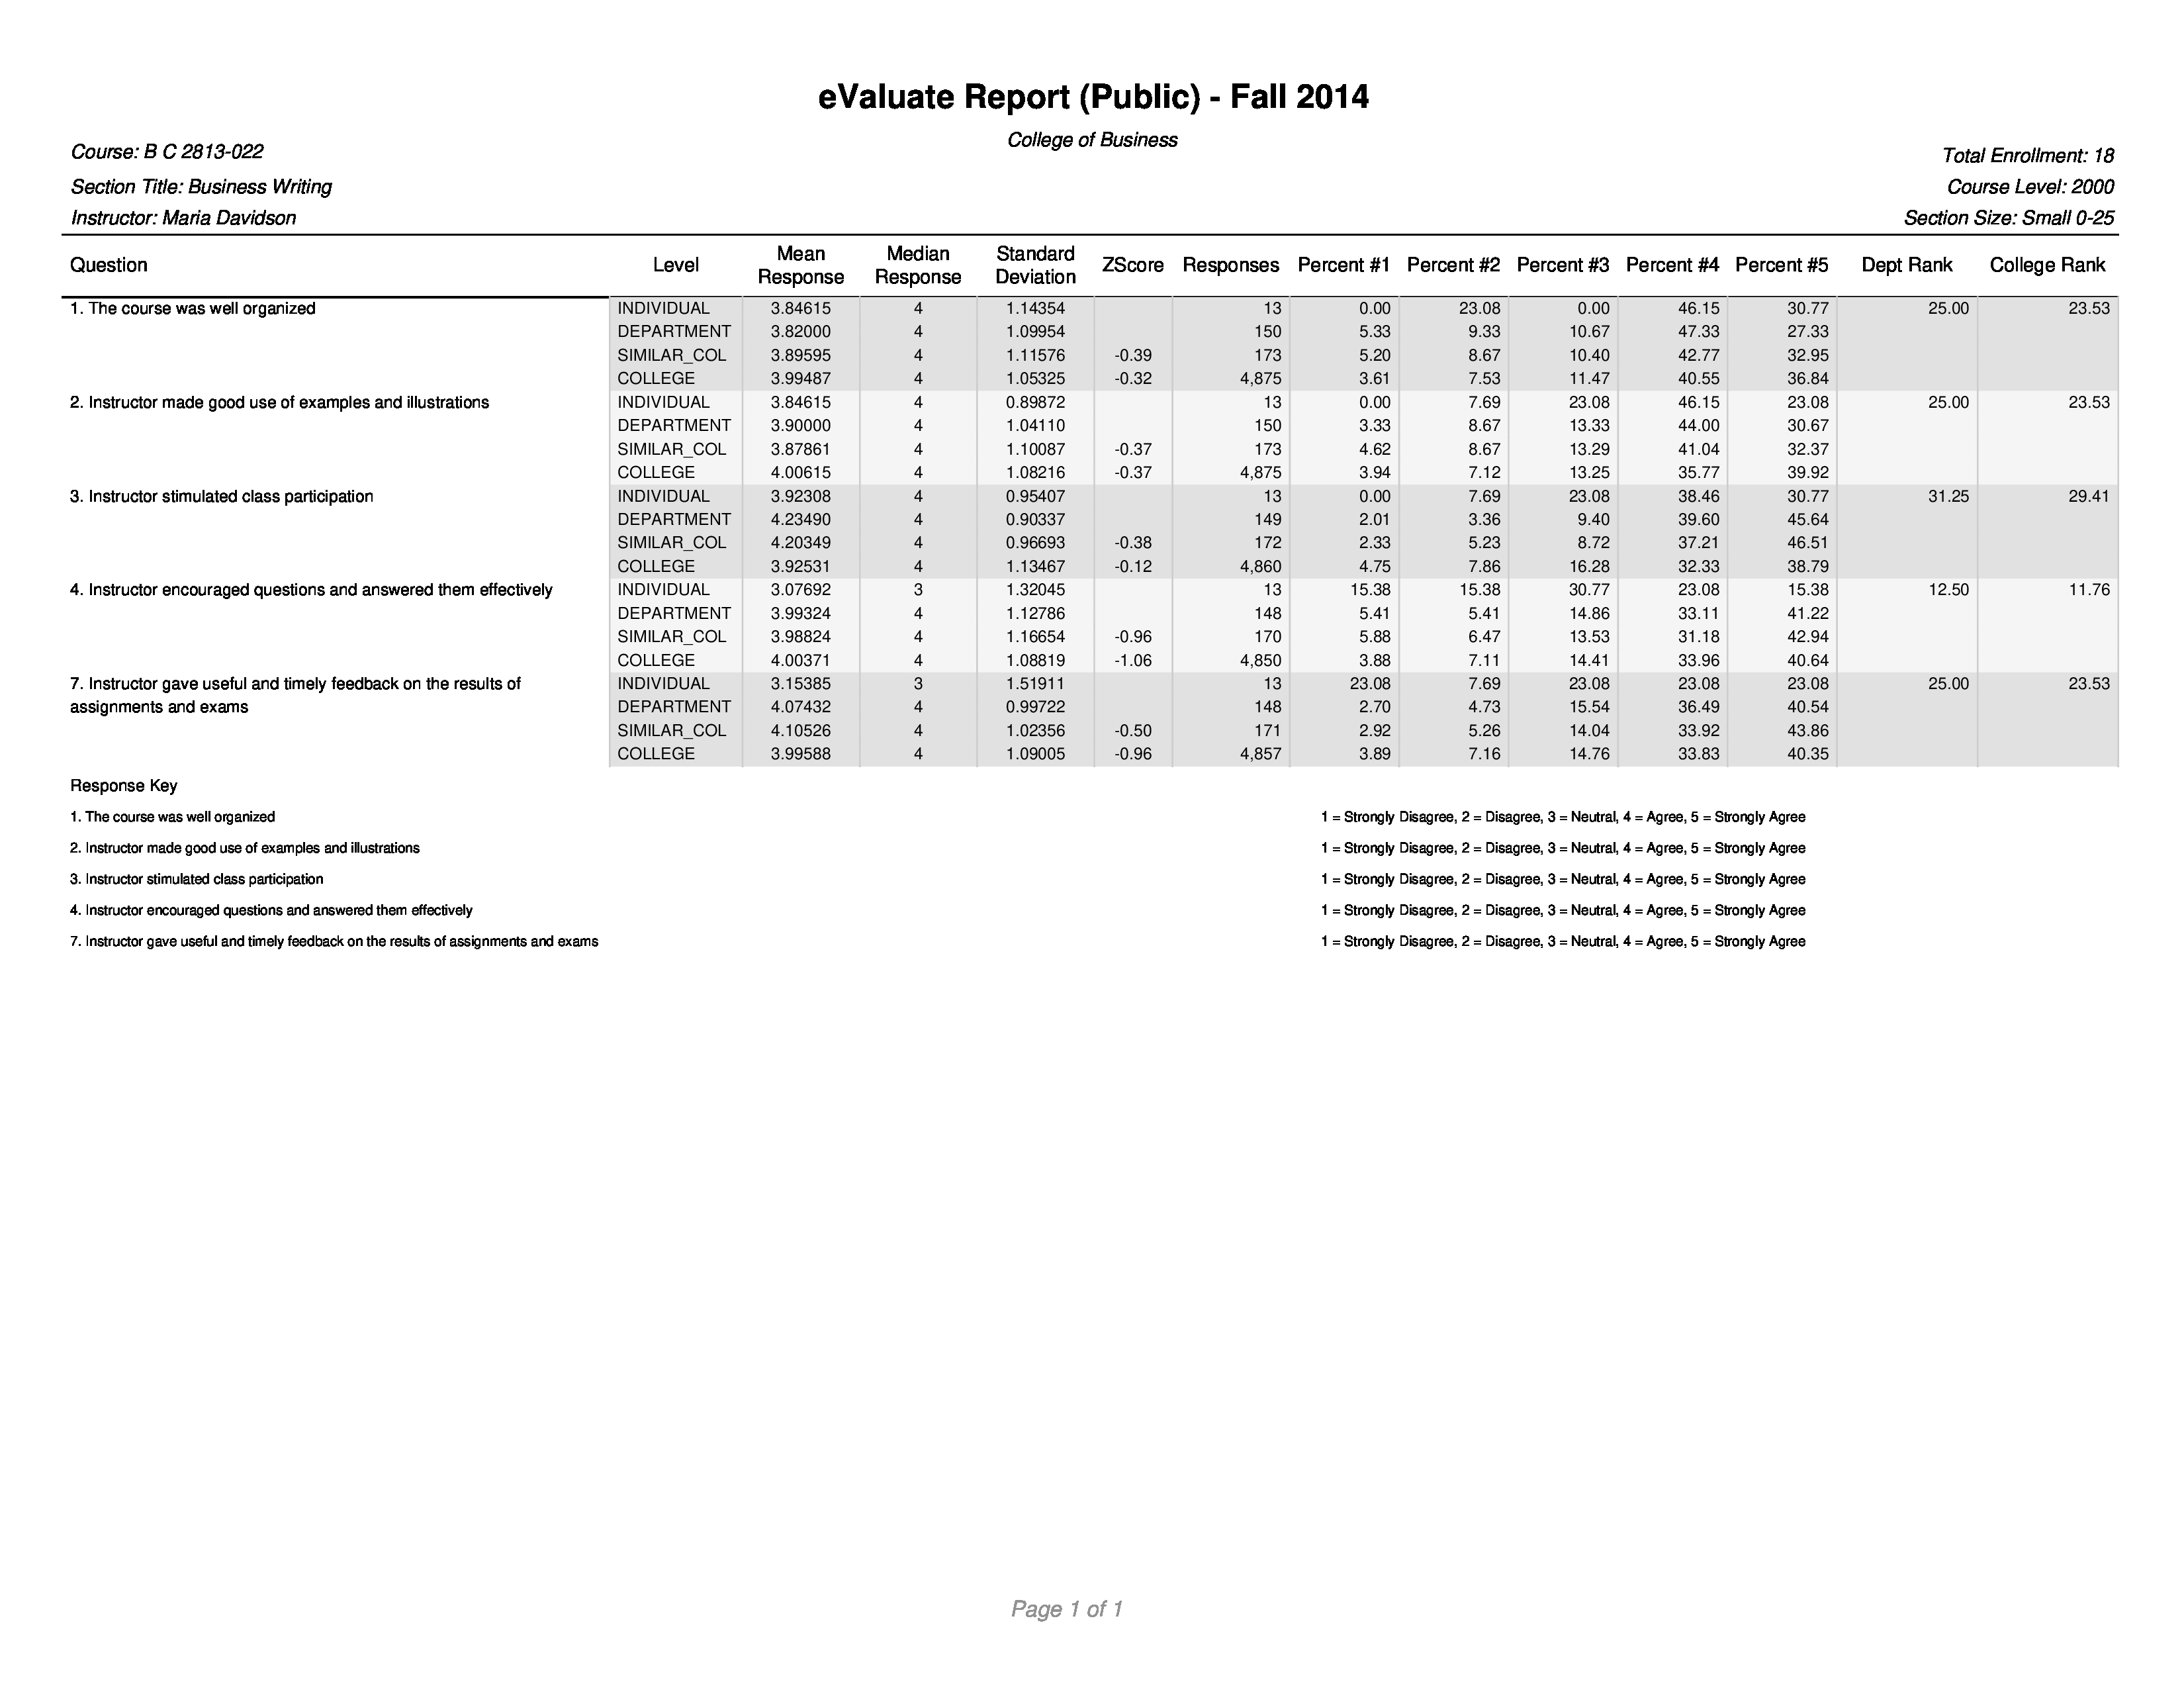 eValuate Report (Public) - Fall 2014
College of Business
Course: B C 2813-022
Total Enrollment: 18
Section Title: Business Writing
Course Level: 2000
Instructor: Maria Davidson
Section Size: Small 0-25
Question Level Mean Response Median Response Standard Deviation ZScore Responses Percent #1 Percent #2 Percent #3 Percent #4 Percent #5 Dept Rank College Rank
1. The course was well organized INDIVIDUAL 3.84615 4 1.14354 13 0.00 23.08 0.00 46.15 30.77 25.00 23.53
DEPARTMENT 3.82000 4 1.09954 150 5.33 9.33 10.67 47.33 27.33
SIMILAR_COL 3.89595 4 1.11576 -0.39 173 5.20 8.67 10.40 42.77 32.95
COLLEGE 3.99487 4 1.05325 -0.32 4,875 3.61 7.53 11.47 40.55 36.84
2. Instructor made good use of examples and illustrations INDIVIDUAL 3.84615 4 0.89872 13 0.00 7.69 23.08 46.15 23.08 25.00 23.53
DEPARTMENT 3.90000 4 1.04110 150 3.33 8.67 13.33 44.00 30.67
SIMILAR_COL 3.87861 4 1.10087 -0.37 173 4.62 8.67 13.29 41.04 32.37
COLLEGE 4.00615 4 1.08216 -0.37 4,875 3.94 7.12 13.25 35.77 39.92
3. Instructor stimulated class participation INDIVIDUAL 3.92308 4 0.95407 13 0.00 7.69 23.08 38.46 30.77 31.25 29.41
DEPARTMENT 4.23490 4 0.90337 149 2.01 3.36 9.40 39.60 45.64
SIMILAR_COL 4.20349 4 0.96693 -0.38 172 2.33 5.23 8.72 37.21 46.51
COLLEGE 3.92531 4 1.13467 -0.12 4,860 4.75 7.86 16.28 32.33 38.79
4. Instructor encouraged questions and answered them effectively INDIVIDUAL 3.07692 3 1.32045 13 15.38 15.38 30.77 23.08 15.38 12.50 11.76
DEPARTMENT 3.99324 4 1.12786 148 5.41 5.41 14.86 33.11 41.22
SIMILAR_COL 3.98824 4 1.16654 -0.96 170 5.88 6.47 13.53 31.18 42.94
COLLEGE 4.00371 4 1.08819 -1.06 4,850 3.88 7.11 14.41 33.96 40.64
7. Instructor gave useful and timely feedback on the results of INDIVIDUAL 3.15385 3 1.51911 13 23.08 7.69 23.08 23.08 23.08 25.00 23.53
assignments and exams DEPARTMENT 4.07432 4 0.99722 148 2.70 4.73 15.54 36.49 40.54
SIMILAR_COL 4.10526 4 1.02356 -0.50 171 2.92 5.26 14.04 33.92 43.86
COLLEGE 3.99588 4 1.09005 -0.96 4,857 3.89 7.16 14.76 33.83 40.35
Response Key
1. The course was well organized 1 = Strongly Disagree, 2 = Disagree, 3 = Neutral, 4 = Agree, 5 = Strongly Agree
2. Instructor made good use of examples and illustrations 1 = Strongly Disagree, 2 = Disagree, 3 = Neutral, 4 = Agree, 5 = Strongly Agree
3. Instructor stimulated class participation 1 = Strongly Disagree, 2 = Disagree, 3 = Neutral, 4 = Agree, 5 = Strongly Agree
4. Instructor encouraged questions and answered them effectively 1 = Strongly Disagree, 2 = Disagree, 3 = Neutral, 4 = Agree, 5 = Strongly Agree
7. Instructor gave useful and timely feedback on the results of assignments and exams 1 = Strongly Disagree, 2 = Disagree, 3 = Neutral, 4 = Agree, 5 = Strongly Agree
Page 1 of 1